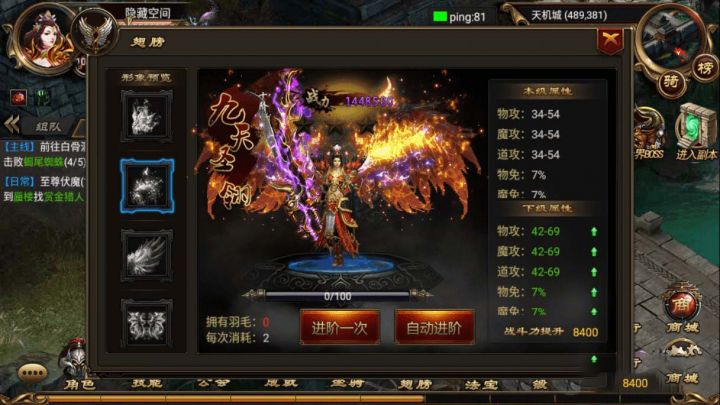 隐藏空间
ping:81
天机城 (489,381)
翅膀
形象预览
组队
【主线】前往白骨洞
击败蝎尾蜘蛛(4/5)
【日常】至尊伏魔(
到蜃楼找赏金猎人
九天圣翎
战力
本级属性
物攻：34-54
魔攻：34-54
道攻：34-54
物免：7%
魔免：7%
下级属性
物攻：42-69
魔攻：42-69
道攻：42-69
物免：7%
魔免：7%
战斗力提升 8400
0/100
拥有羽毛：0
每次消耗：2
进阶一次
自动进阶
骑
榜
界BOSS
进入副本
商
商城
商城
角色
技能
公会
成就
坐骑
翅膀
法宝
锻
8400